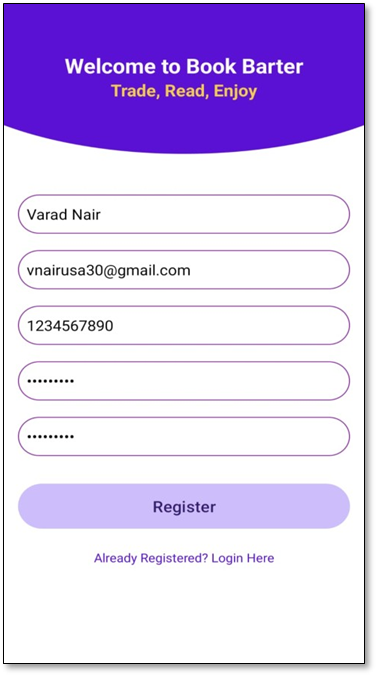 Welcome to Book Barter
Trade, Read, Enjoy
Varad Nair
vnairusa30@gmail.com
1234567890
•••••••••
•••••••••
Register
Already Registered? Login Here